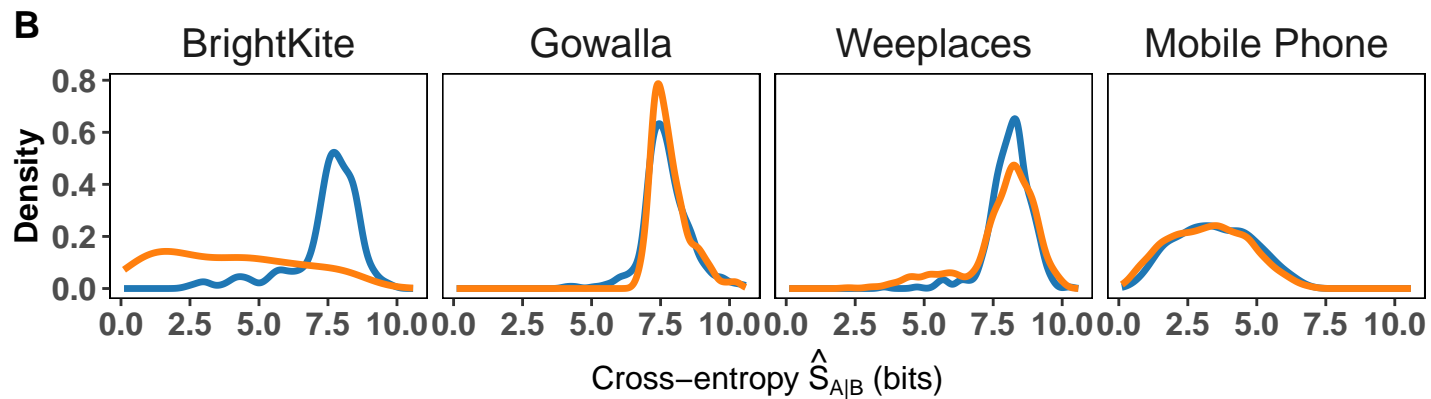 B
BrightKite Gowalla Weeplaces Mobile Phone
Density
0.8
0.6
0.4
0.2
0.0
0.0 2.5 5.0 7.5 10.0 0.0 2.5 5.0 7.5 10.0 0.0 2.5 5.0 7.5 10.0 0.0 2.5 5.0 7.5 10.0
Cross−entropy Ŝ_A|B (bits)